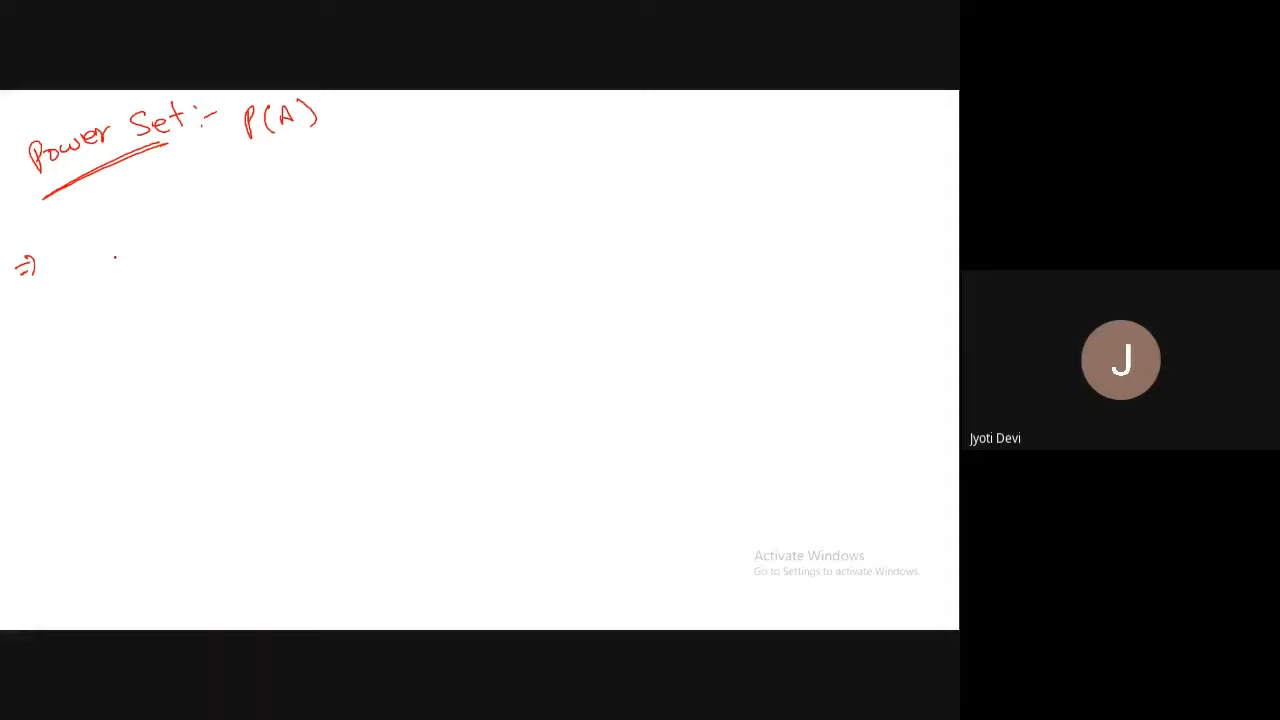 Power Set :- P(A)
⇒
J
Jyoti Devi
Activate Windows
Go to Settings to activate Windows.